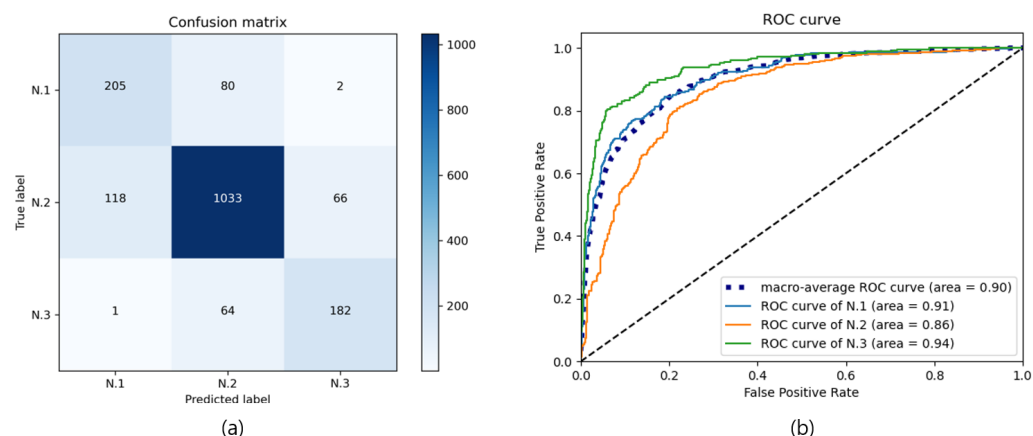 Confusion matrix
N.1
N.2
N.3
True label
205 80 2
118 1033 66
1 64 182
N.1 N.2 N.3
Predicted label
1000
800
600
400
200
(a)
ROC curve
1.0
0.8
0.6
0.4
0.2
0.0
True Positive Rate
macro-average ROC curve (area = 0.90)
ROC curve of N.1 (area = 0.91)
ROC curve of N.2 (area = 0.86)
ROC curve of N.3 (area = 0.94)
0.0 0.2 0.4 0.6 0.8 1.0
False Positive Rate
(b)